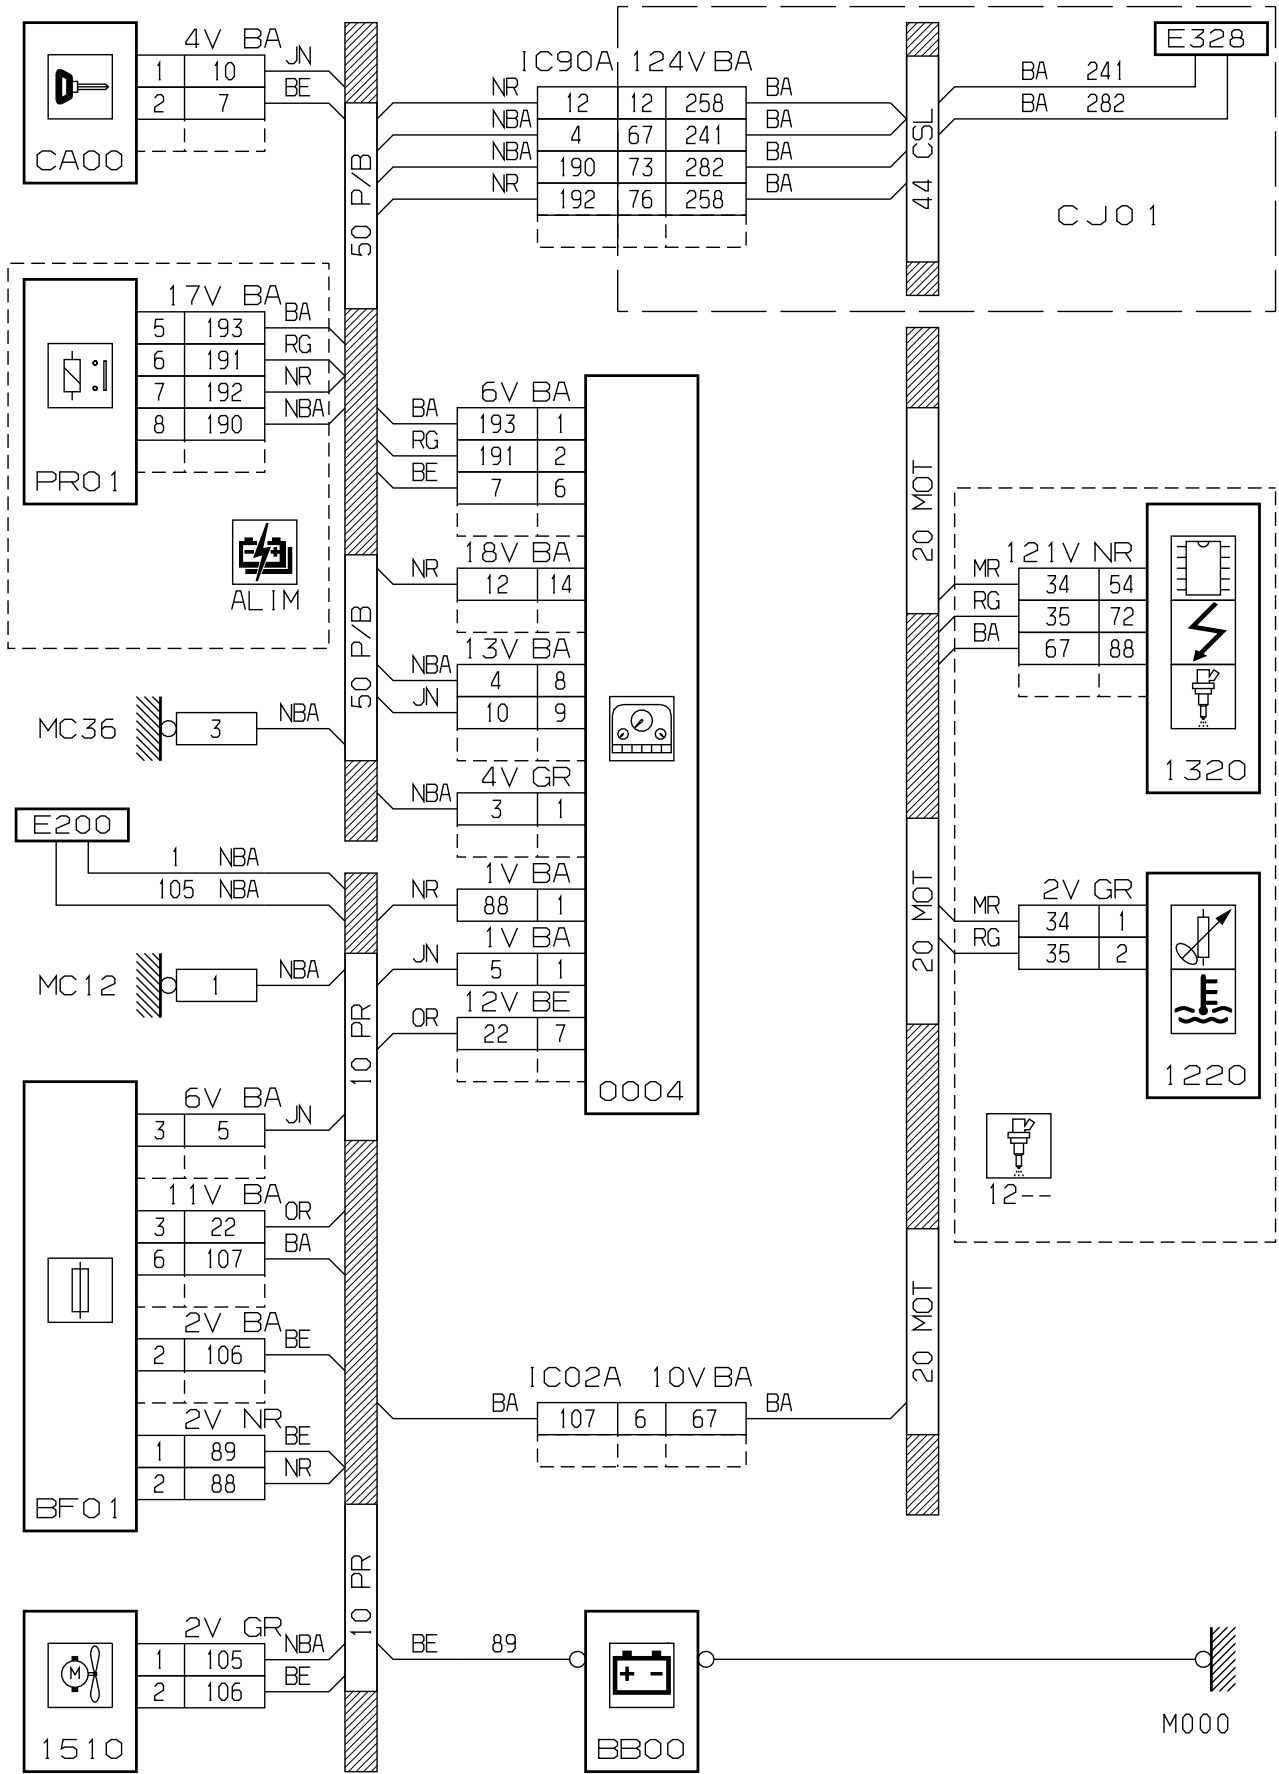 4V BA
1 10 JN
2 7 BE
CA00
17V BA
5 193 BA
6 191 RG
7 192 NR
8 190 NBA
PR01
ALIM
MC36 3 NBA
E200
1 NBA
105 NBA
MC12 1 NBA
6V BA
3 5 JN
11V BA
3 22 OR
6 107 BA
2V BA
2 106 BE
2V NR
1 89 BE
2 88 NR
BF01
2V GR
1 105 NBA
2 106 BE
M
1510
50 P/B
50 P/B
10 PR
10 PR
IC90A 124V BA
NR 12 12 258 BA
NBA 4 67 241 BA
NBA 190 73 282 BA
NR 192 76 258 BA
6V BA
BA 193 1
RG 191 2
BE 7 6
18V BA
NR 12 14
13V BA
NBA 4 8
JN 10 9
4V GR
NBA 3 1
1V BA
NR 88 1
1V BA
JN 5 1
12V BE
OR 22 7
0004
IC02A 10V BA
BA 107 6 67 BA
BE 89
+ -
BB00
M000
44 CSL
20 MOT
20 MOT
20 MOT
E328
BA 241
BA 282
CJ01
121V NR
MR 34 54
RG 35 72
BA 67 88
1320
2V GR
MR 34 1
RG 35 2
1220
12--